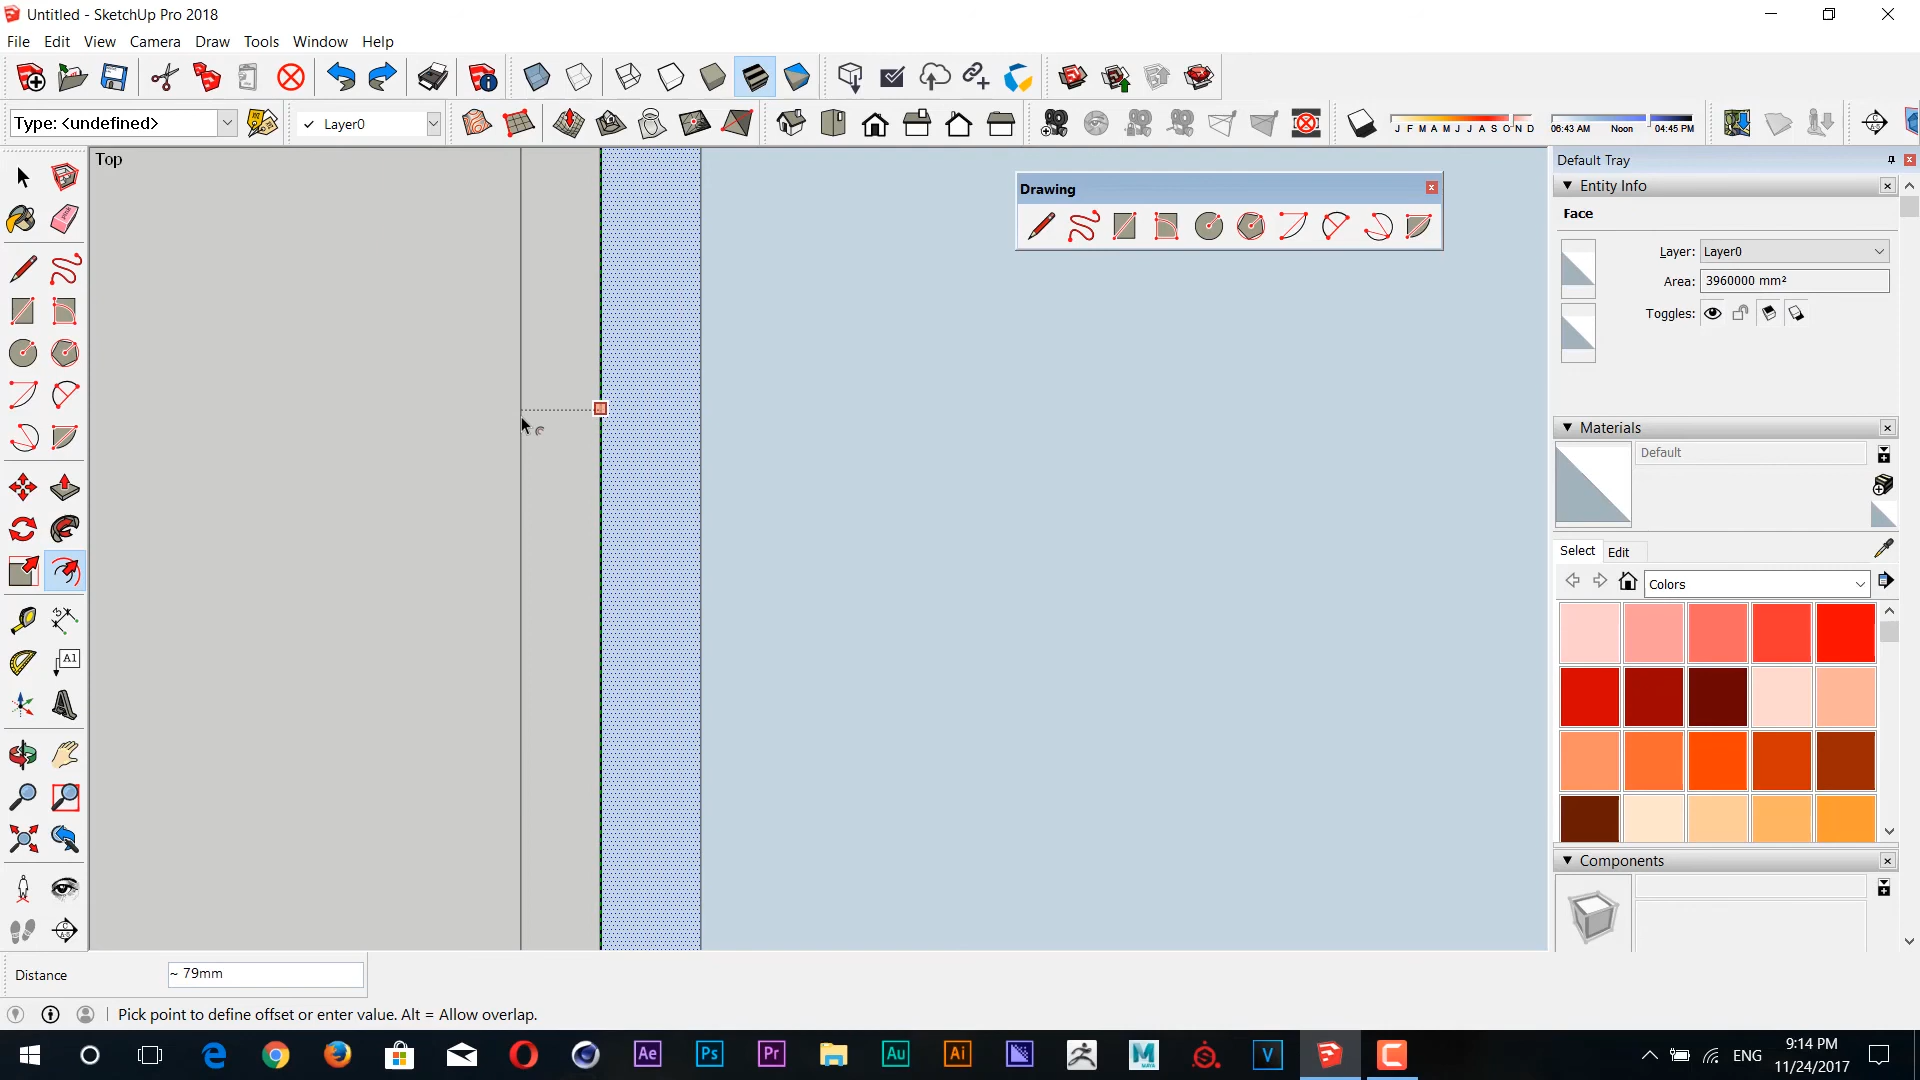 Untitled - SketchUp Pro 2018
File Edit View Camera Draw Tools Window Help
Type: <undefined>
✓ Layer0
J F M A M J J A S O N D
06:43 AM Noon 04:45 PM
Top
Drawing
Default Tray
Entity Info
Face
Layer: Layer0
Area: 3960000 mm²
Toggles:
Materials
Default
Select Edit
Colors
Components
A1
Distance ~ 79mm
Pick point to define offset or enter value. Alt = Allow overlap.
Ae Ps Pr Au Ai V
ENG
9:14 PM
11/24/2017